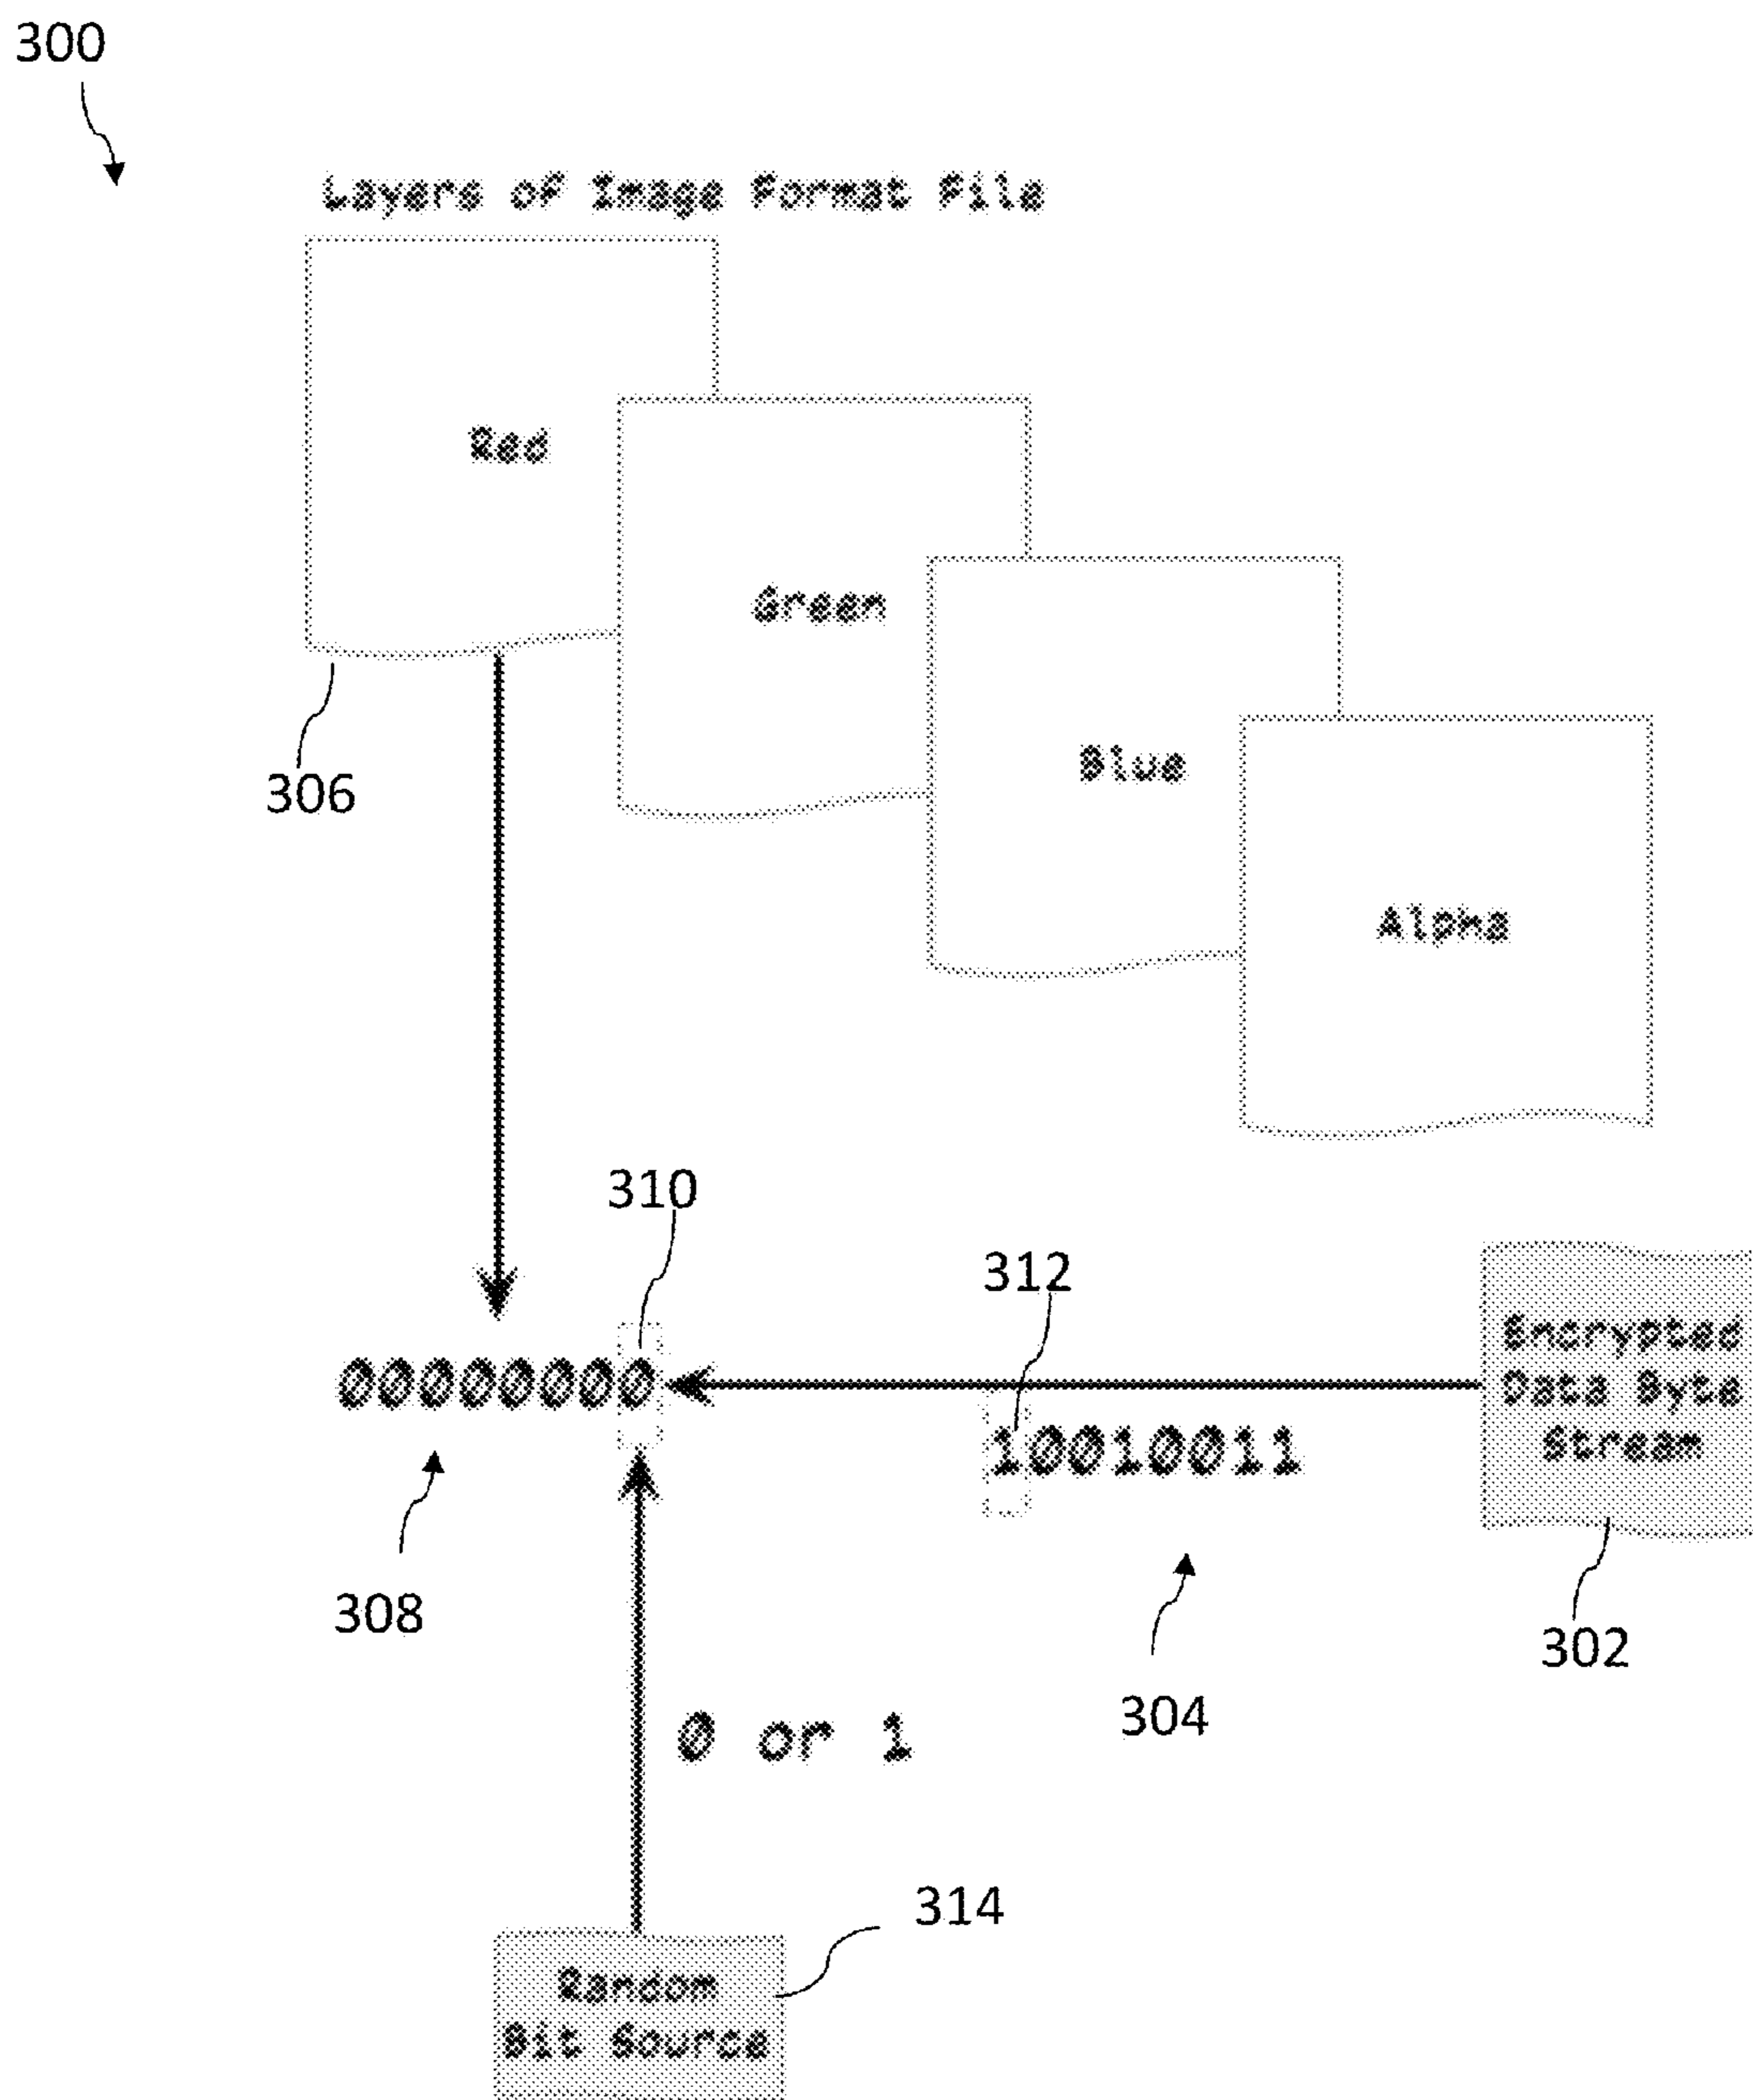 300
Layers of Image Format File
Red
Green
306
Blue
Alpha
310
312
00000000
10010011
Encrypted
Data Byte
Stream
308
304
302
0 or 1
314
Random
Bit Source